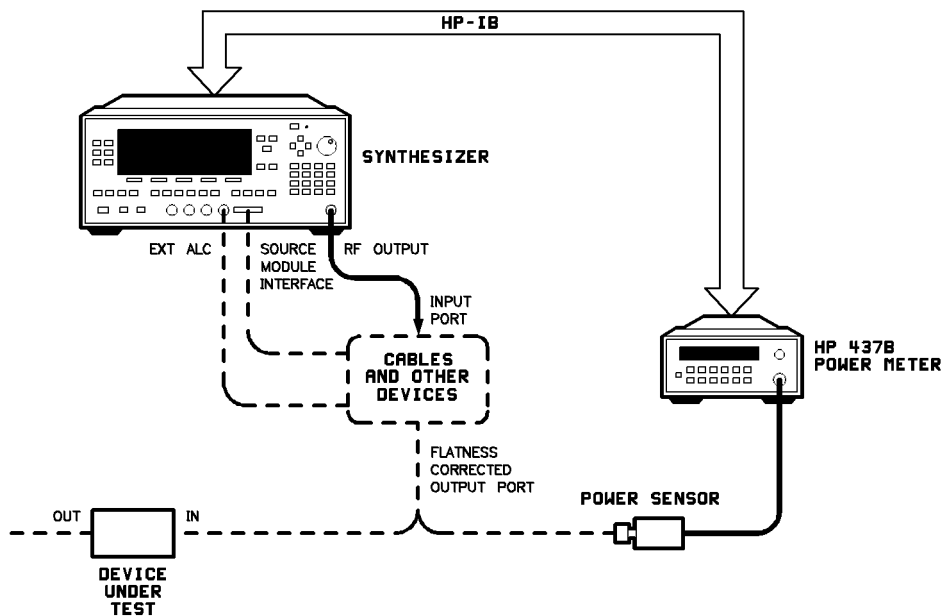 HP-IB
SYNTHESIZER
EXT ALC
SOURCE
MODULE
INTERFACE
RF OUTPUT
INPUT
PORT
CABLES
AND OTHER
DEVICES
HP 437B
POWER METER
FLATNESS
CORRECTED
OUTPUT PORT
POWER SENSOR
OUT
IN
DEVICE
UNDER
TEST